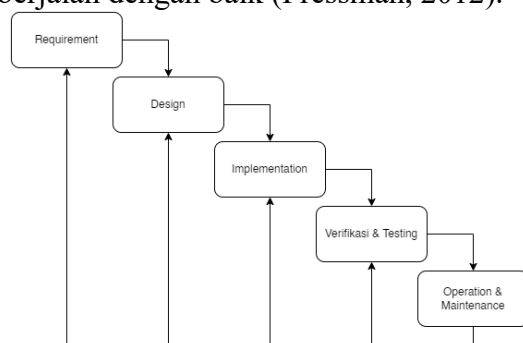 berjalan dengan baik (Pressman, 2012).
Requirement
Design
Implementation
Verifikasi & Testing
Operation &
Maintenance